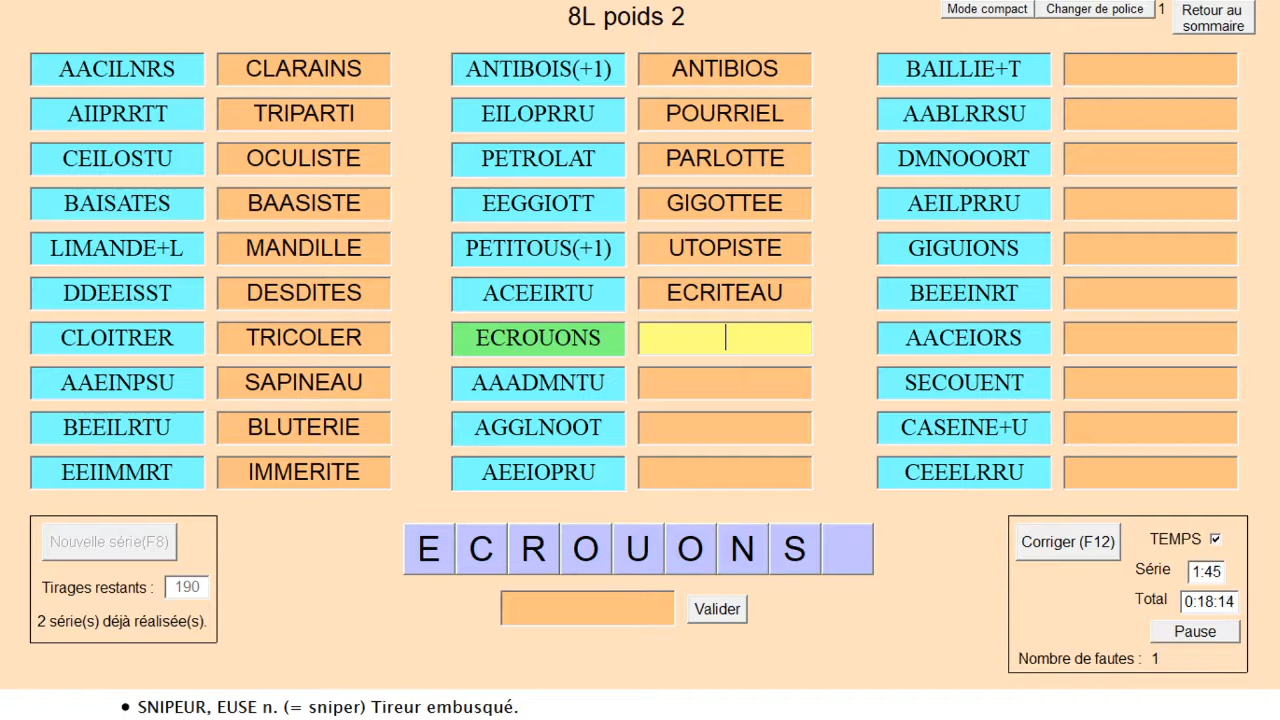 8L poids 2
Mode compact Changer de police 1 Retour au sommaire
AACILNRS CLARAINS ANTIBOIS(+1) ANTIBIOS BAILLIE+T
AIIPRRTT TRIPARTI EILOPRRU POURRIEL AABLRRSU
CEILOSTU OCULISTE PETROLAT PARLOTTE DMNOOORT
BAISATES BAASISTE EEGGIOTT GIGOTTEE AEILPRRU
LIMANDE+L MANDILLE PETITOUS(+1) UTOPISTE GIGUIONS
DDEEISST DESDITES ACEEIRTU ECRITEAU BEEEINRT
CLOITRER TRICOLER ECROUONS AACEIORS
AAEINPSU SAPINEAU AAADMNTU SECOUENT
BEEILRTU BLUTERIE AGGLNOOT CASEINE+U
EEIIMMRT IMMERITE AEEIOPRU CEEELRRU
Nouvelle série(F8)
Tirages restants : 190
2 série(s) déjà réalisée(s).
E C R O U O N S
Valider
Corriger (F12) TEMPS
Série 1:45
Total 0:18:14
Pause
Nombre de fautes : 1
• SNIPEUR, EUSE n. (= sniper) Tireur embusqué.